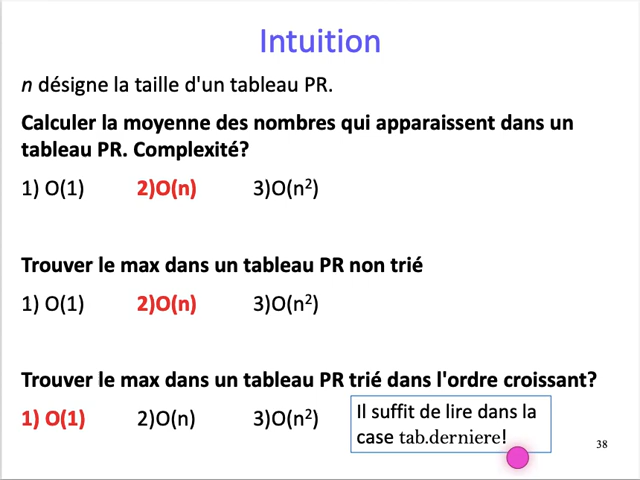 Intuition
n désigne la taille d'un tableau PR.
Calculer la moyenne des nombres qui apparaissent dans un
tableau PR. Complexité?
1) O(1) 2)O(n) 3)O(n²)
Trouver le max dans un tableau PR non trié
1) O(1) 2)O(n) 3)O(n²)
Trouver le max dans un tableau PR trié dans l'ordre croissant?
1) O(1) 2)O(n) 3)O(n²)
Il suffit de lire dans la
case tab.derniere!
38